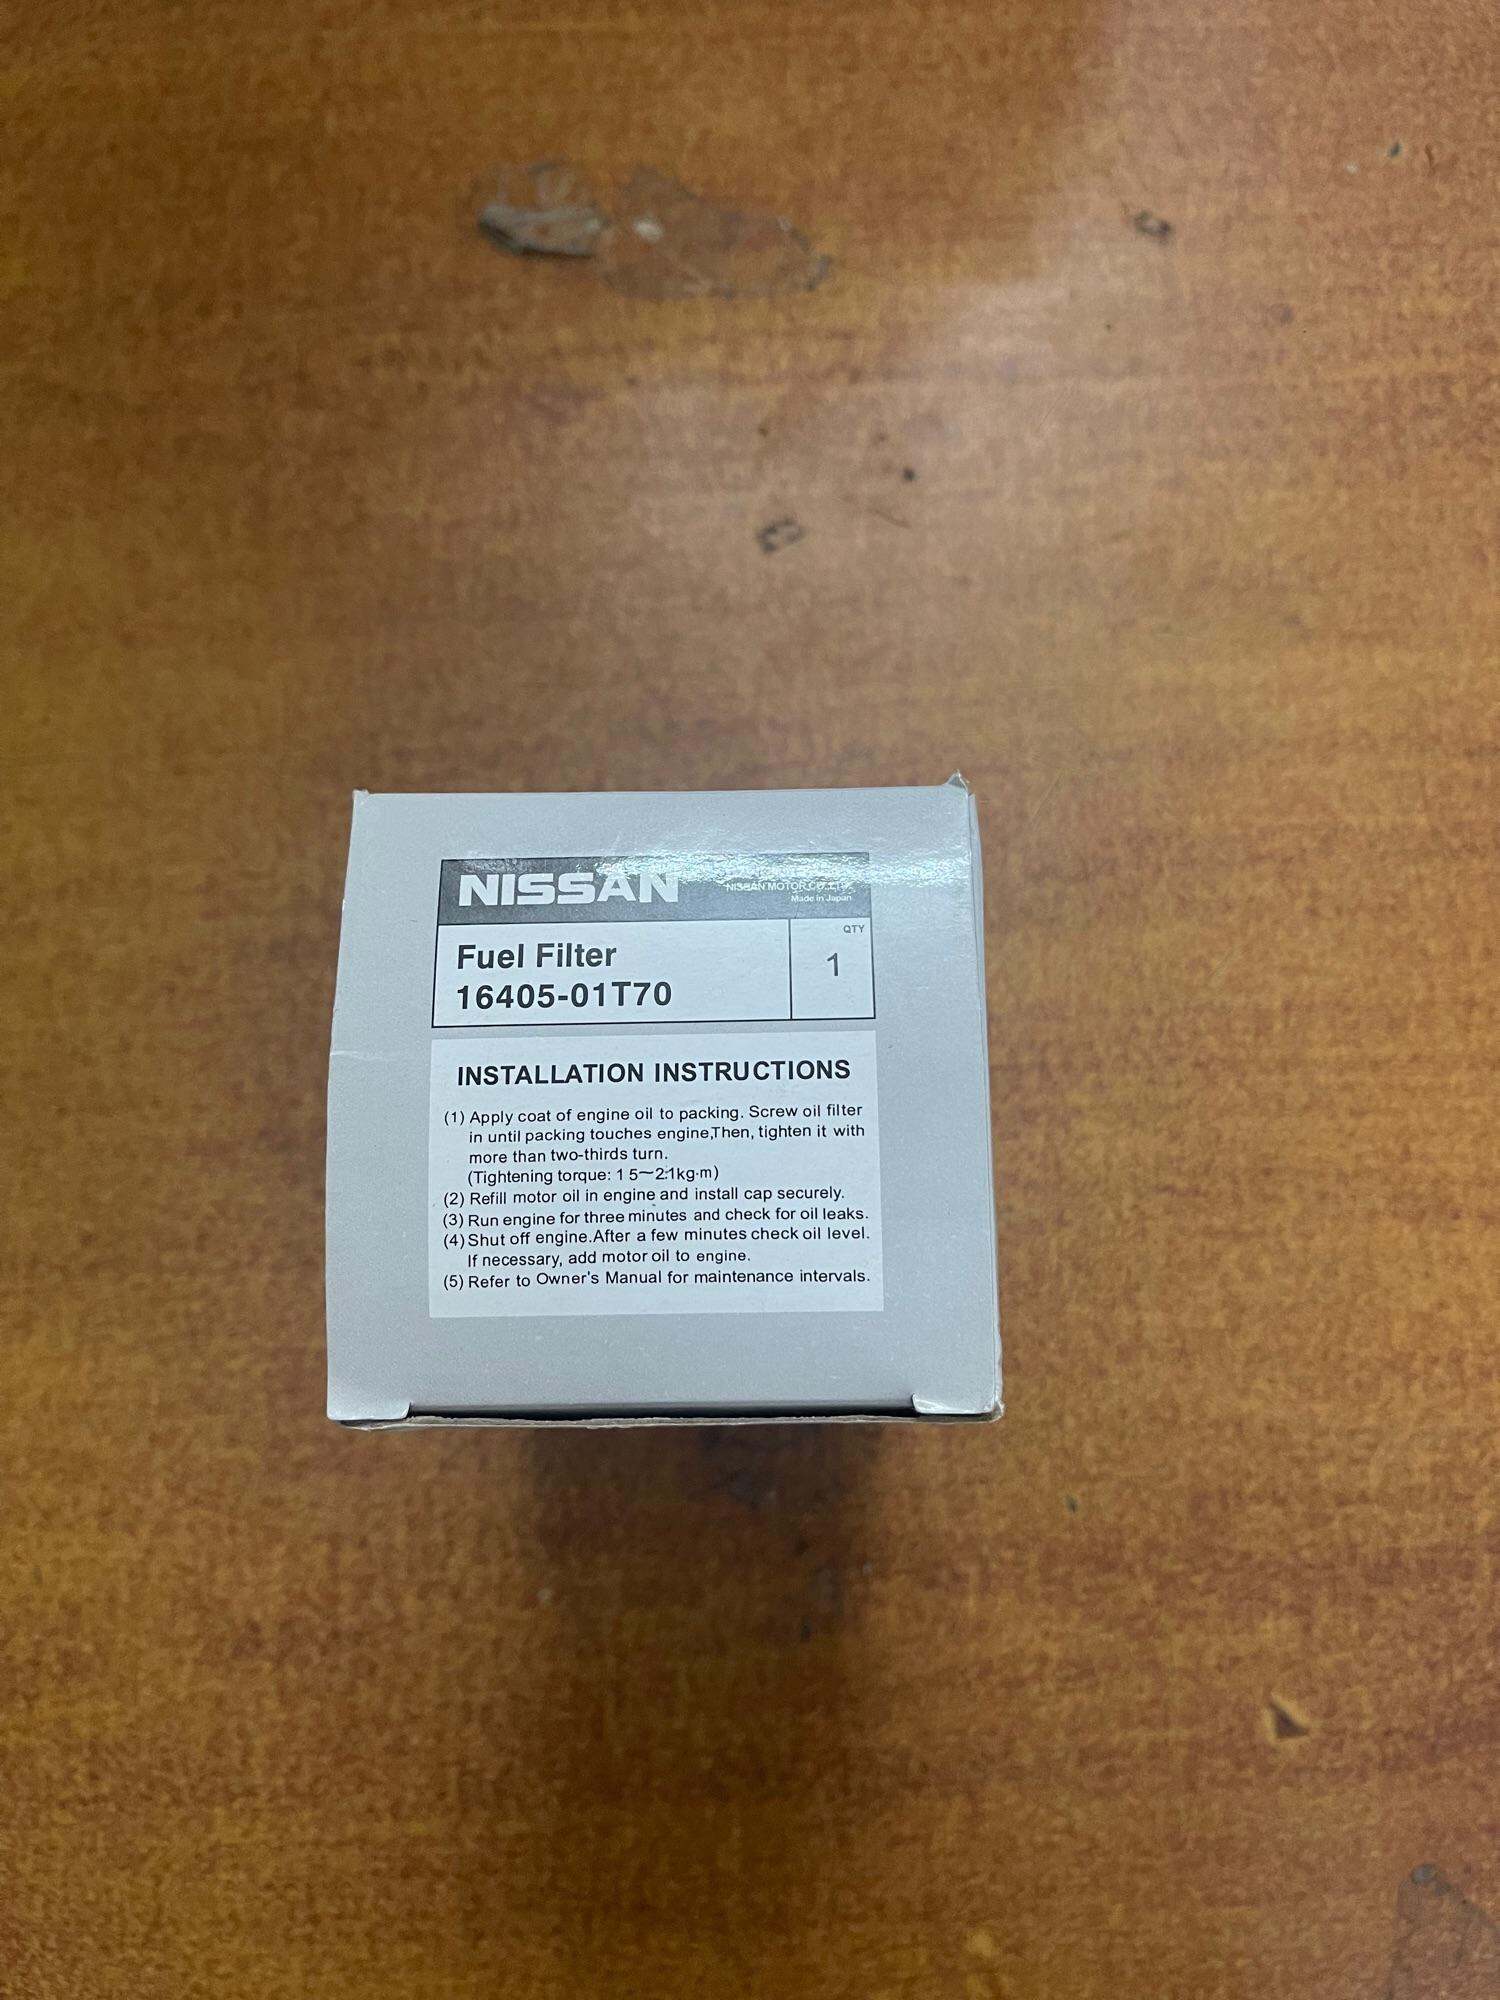 NISSAN
NISSAN MOTOR CO.,LTD.
Made in Japan
QTY
Fuel Filter
1
16405-01T70
INSTALLATION INSTRUCTIONS
(1) Apply coat of engine oil to packing. Screw oil filter
in until packing touches engine,Then, tighten it with
more than two-thirds turn.
(Tightening torque: 1 5〜2.1kg·m)
(2) Refill motor oil in engine and install cap securely.
(3) Run engine for three minutes and check for oil leaks.
(4) Shut off engine.After a few minutes check oil level.
If necessary, add motor oil to engine.
(5) Refer to Owner's Manual for maintenance intervals.